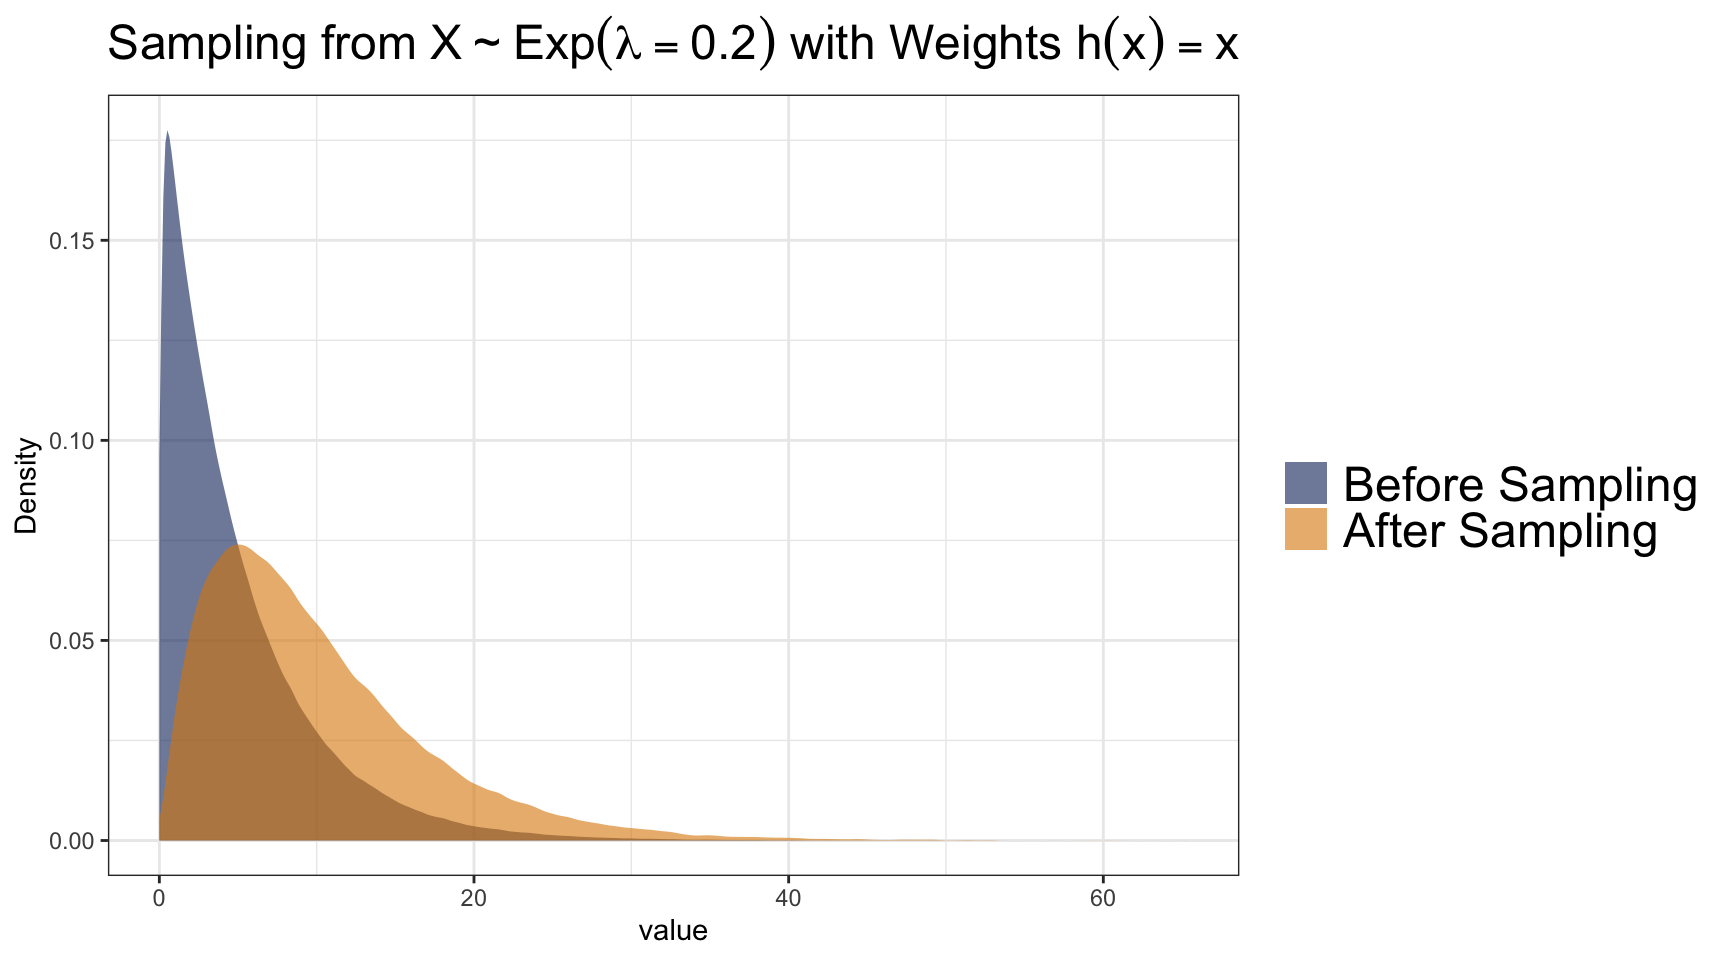 Sampling from X ~ Exp(λ = 0.2) with Weights h(x) = x
Density
0.15
0.10
0.05
0.00
0 20 40 60
value
Before Sampling
After Sampling